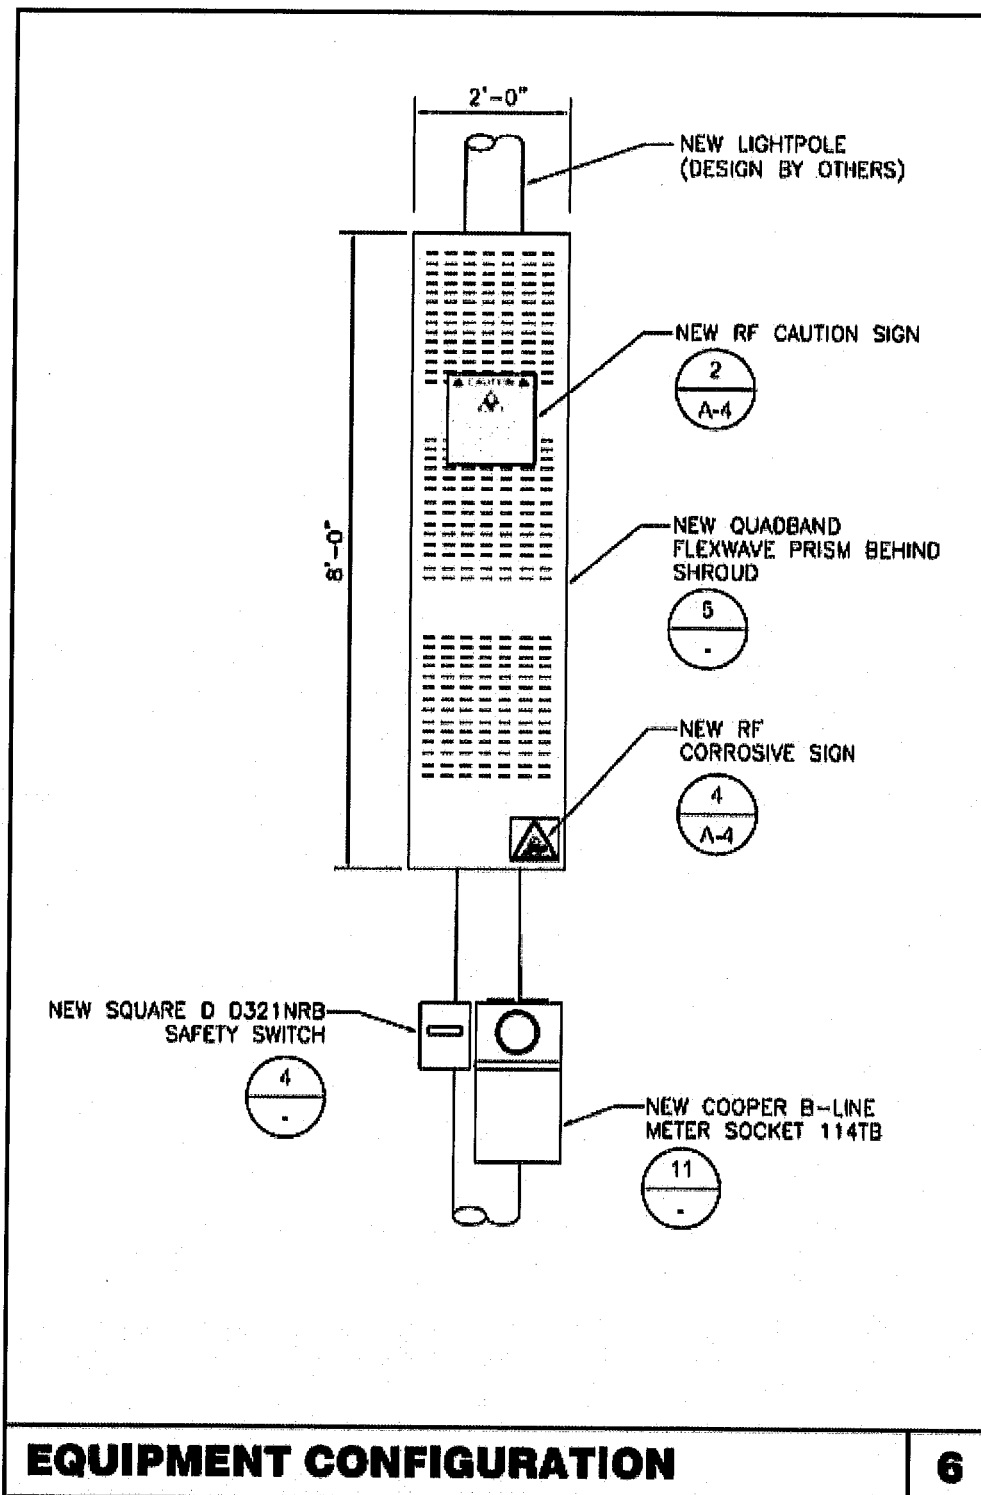 2'-0"
NEW LIGHTPOLE
(DESIGN BY OTHERS)
CAUTION
NEW RF CAUTION SIGN
2
A-4
8'-0"
NEW QUADBAND
FLEXWAVE PRISM BEHIND
SHROUD
5
-
NEW RF
CORROSIVE SIGN
4
A-4
NEW SQUARE D D321NRB
SAFETY SWITCH
4
-
NEW COOPER B-LINE
METER SOCKET 114TB
11
-
EQUIPMENT CONFIGURATION
6